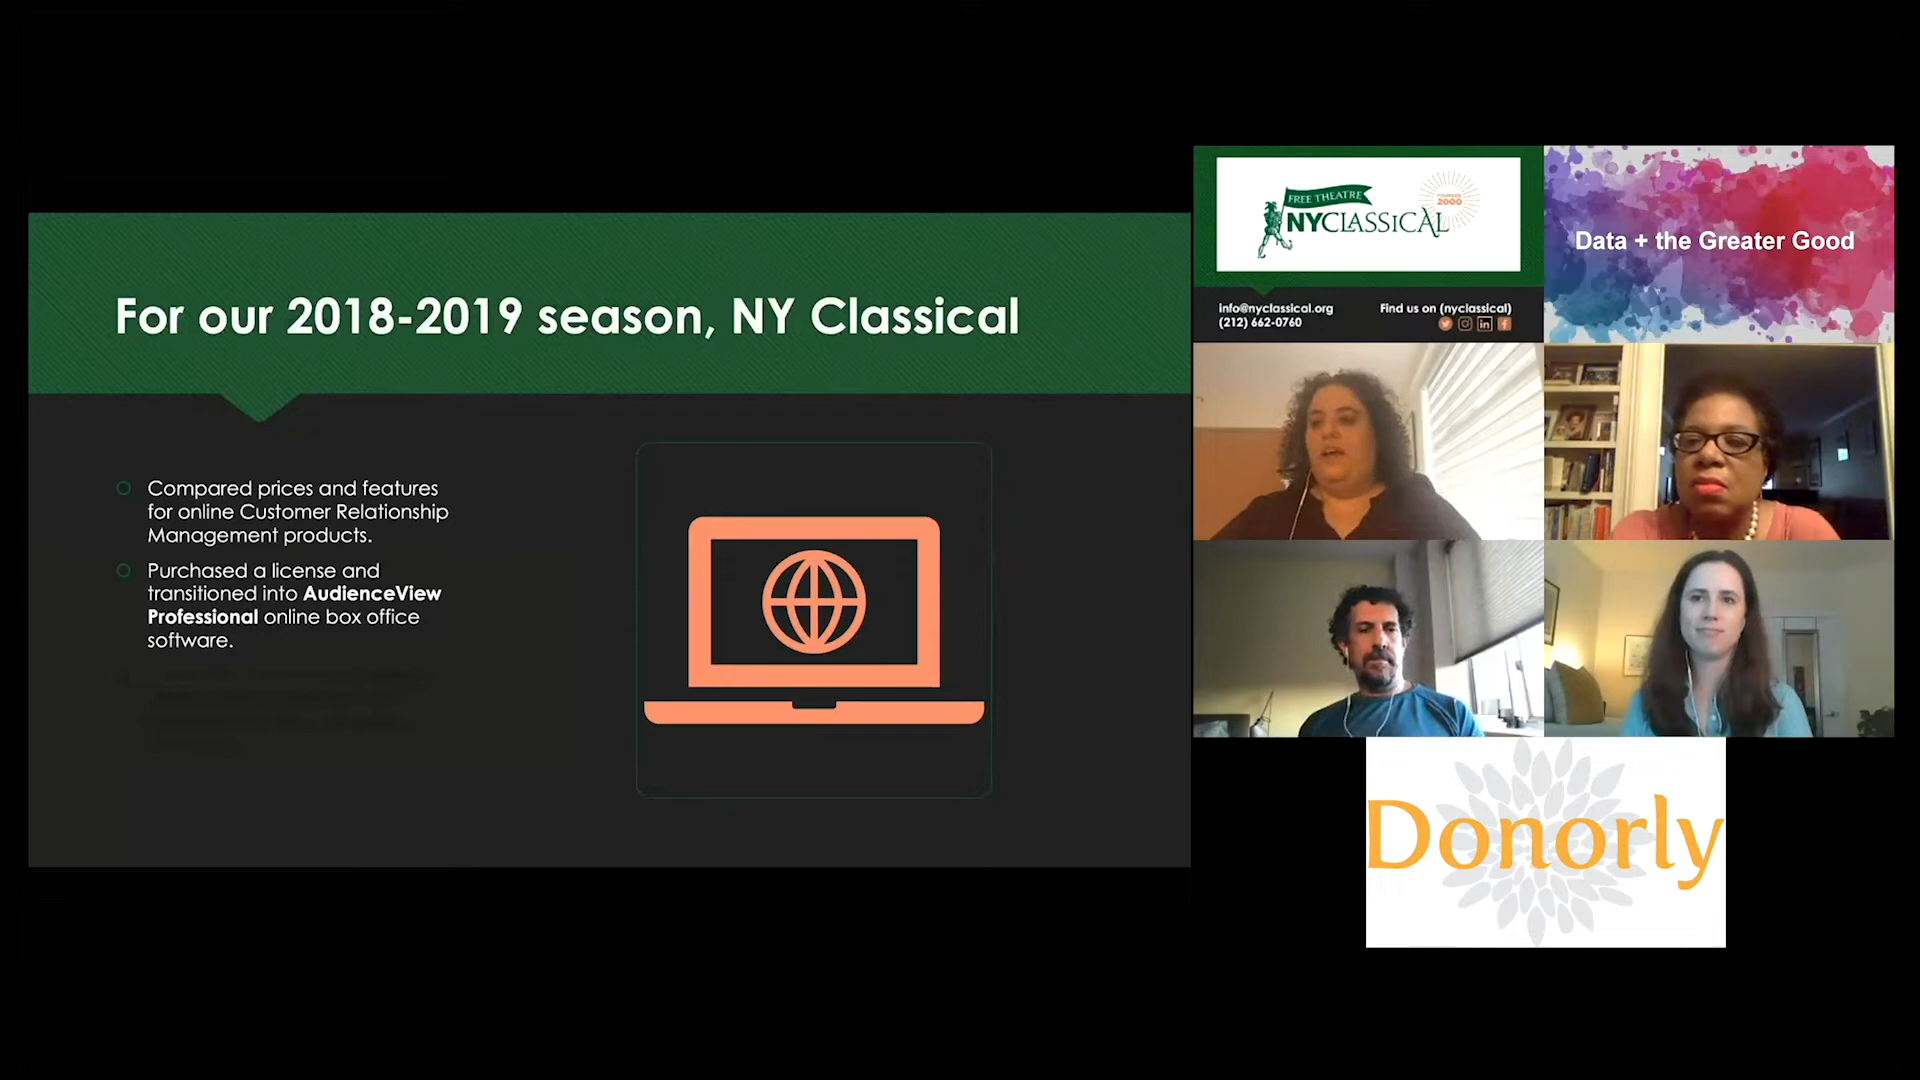 For our 2018-2019 season, NY Classical
Compared prices and features
for online Customer Relationship
Management products.
Purchased a license and
transitioned into AudienceView
Professional online box office
software.
FREE THEATRE
FOUNDED
2000
NYCLASSICAL
info@nyclassical.org
(212) 662-0760
Find us on (nyclassical)
Data + the Greater Good
Donorly